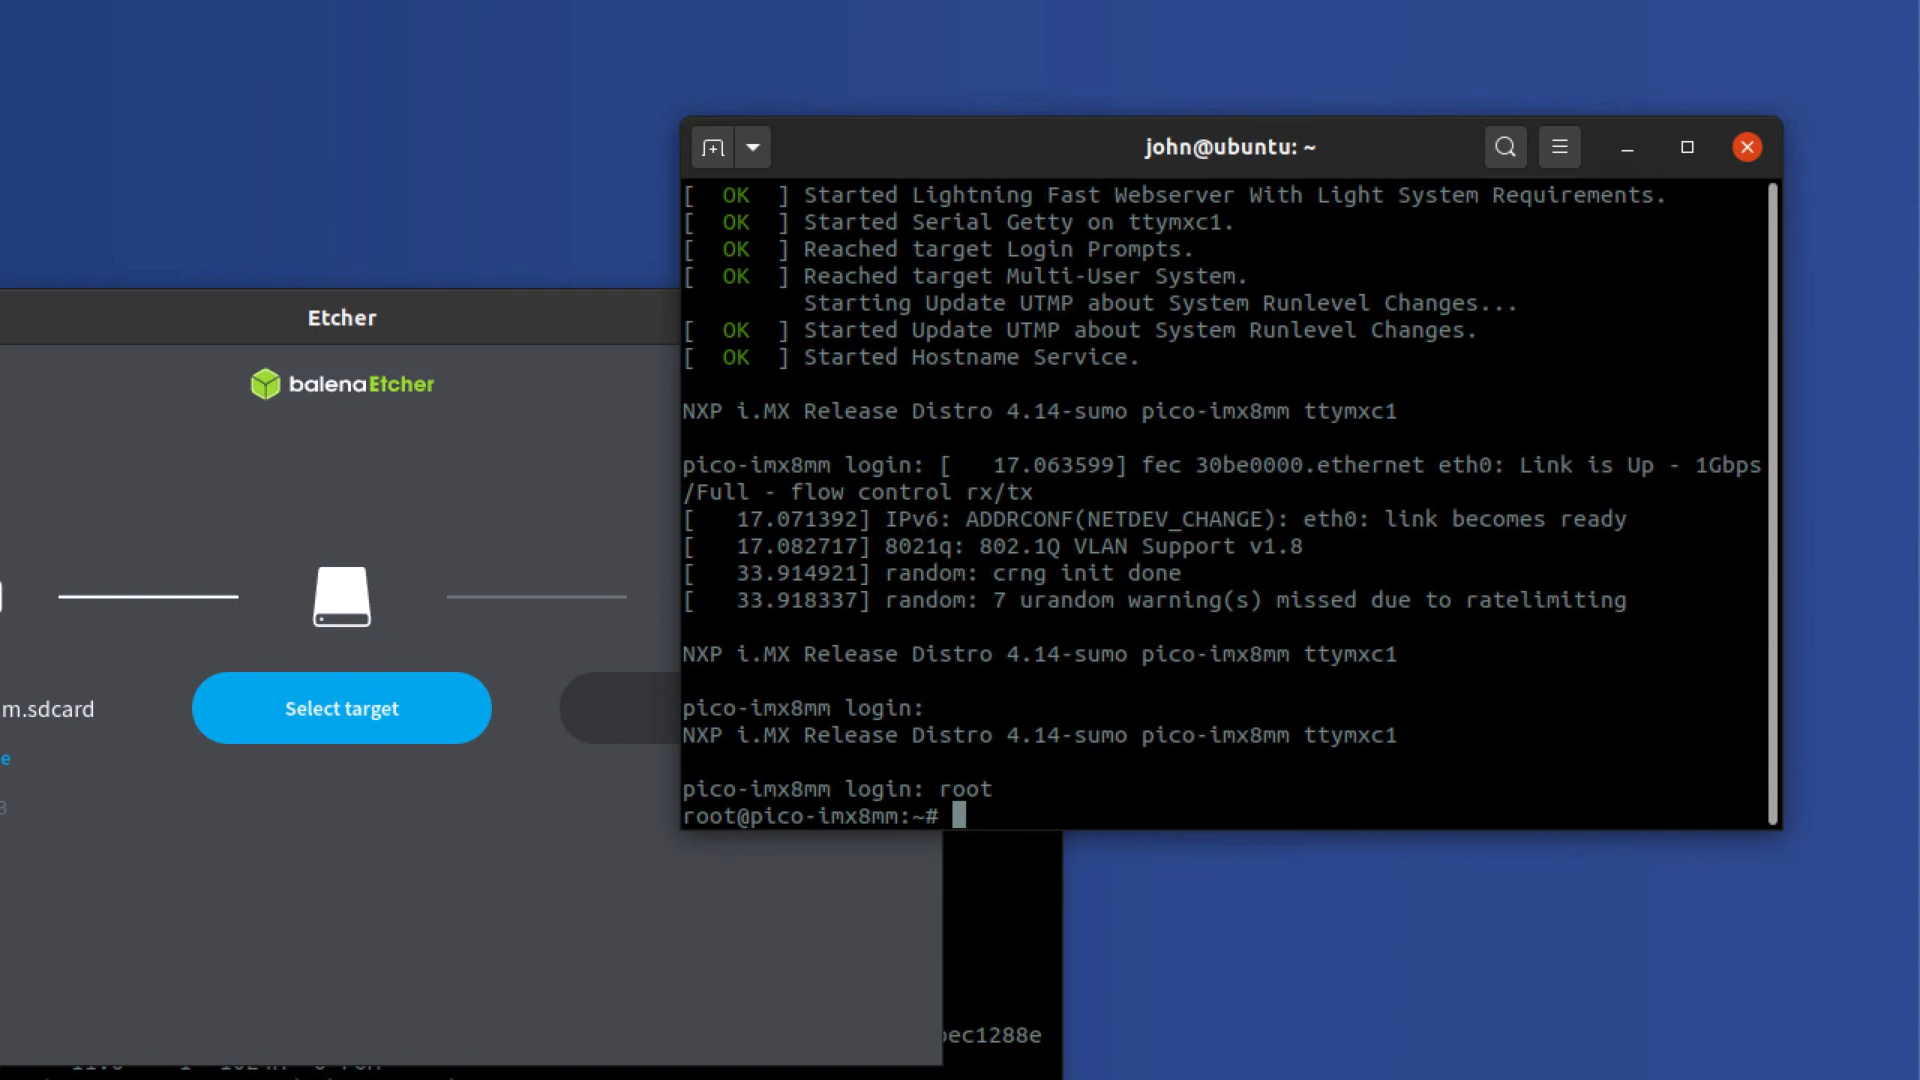 john@ubuntu: ~
[  OK  ] Started Lightning Fast Webserver With Light System Requirements.
[  OK  ] Started Serial Getty on ttymxc1.
[  OK  ] Reached target Login Prompts.
[  OK  ] Reached target Multi-User System.
         Starting Update UTMP about System Runlevel Changes...
[  OK  ] Started Update UTMP about System Runlevel Changes.
[  OK  ] Started Hostname Service.
NXP i.MX Release Distro 4.14-sumo pico-imx8mm ttymxc1
pico-imx8mm login: [   17.063599] fec 30be0000.ethernet eth0: Link is Up - 1Gbps
/Full - flow control rx/tx
[   17.071392] IPv6: ADDRCONF(NETDEV_CHANGE): eth0: link becomes ready
[   17.082717] 8021q: 802.1Q VLAN Support v1.8
[   33.914921] random: crng init done
[   33.918337] random: 7 urandom warning(s) missed due to ratelimiting
NXP i.MX Release Distro 4.14-sumo pico-imx8mm ttymxc1
pico-imx8mm login:
NXP i.MX Release Distro 4.14-sumo pico-imx8mm ttymxc1
pico-imx8mm login: root
root@pico-imx8mm:~#
Etcher
balenaEtcher
m.sdcard
Select target
e
ec1288e